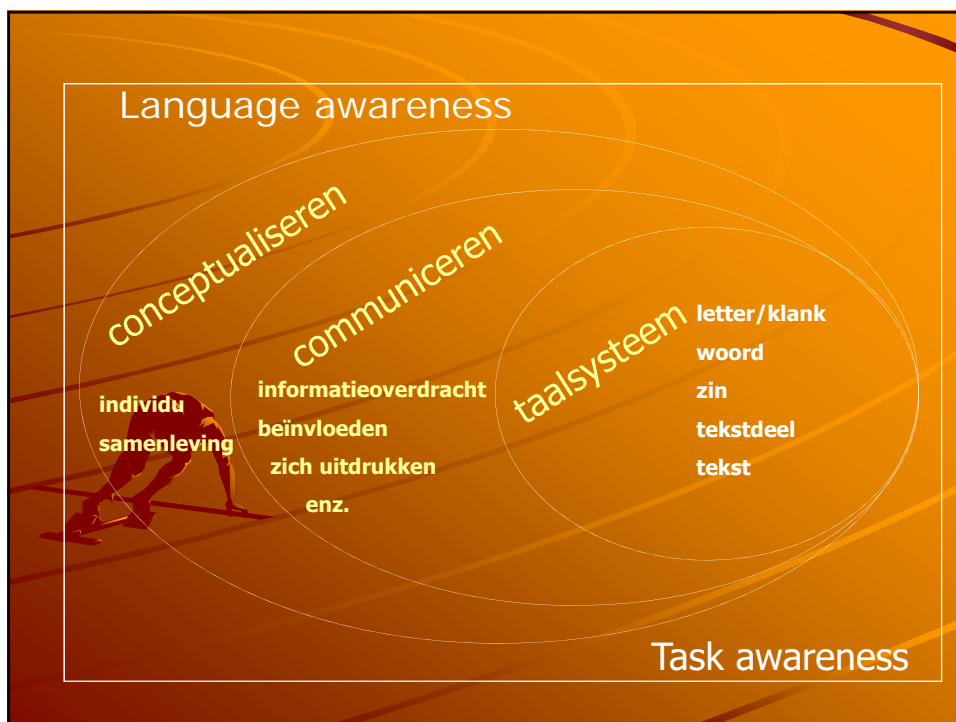 Language awareness
conceptualiseren
individu
samenleving
communiceren
informatieoverdracht
beïnvloeden
zich uitdrukken
enz.
taalsysteem
letter/klank
woord
zin
tekstdeel
tekst
Task awareness